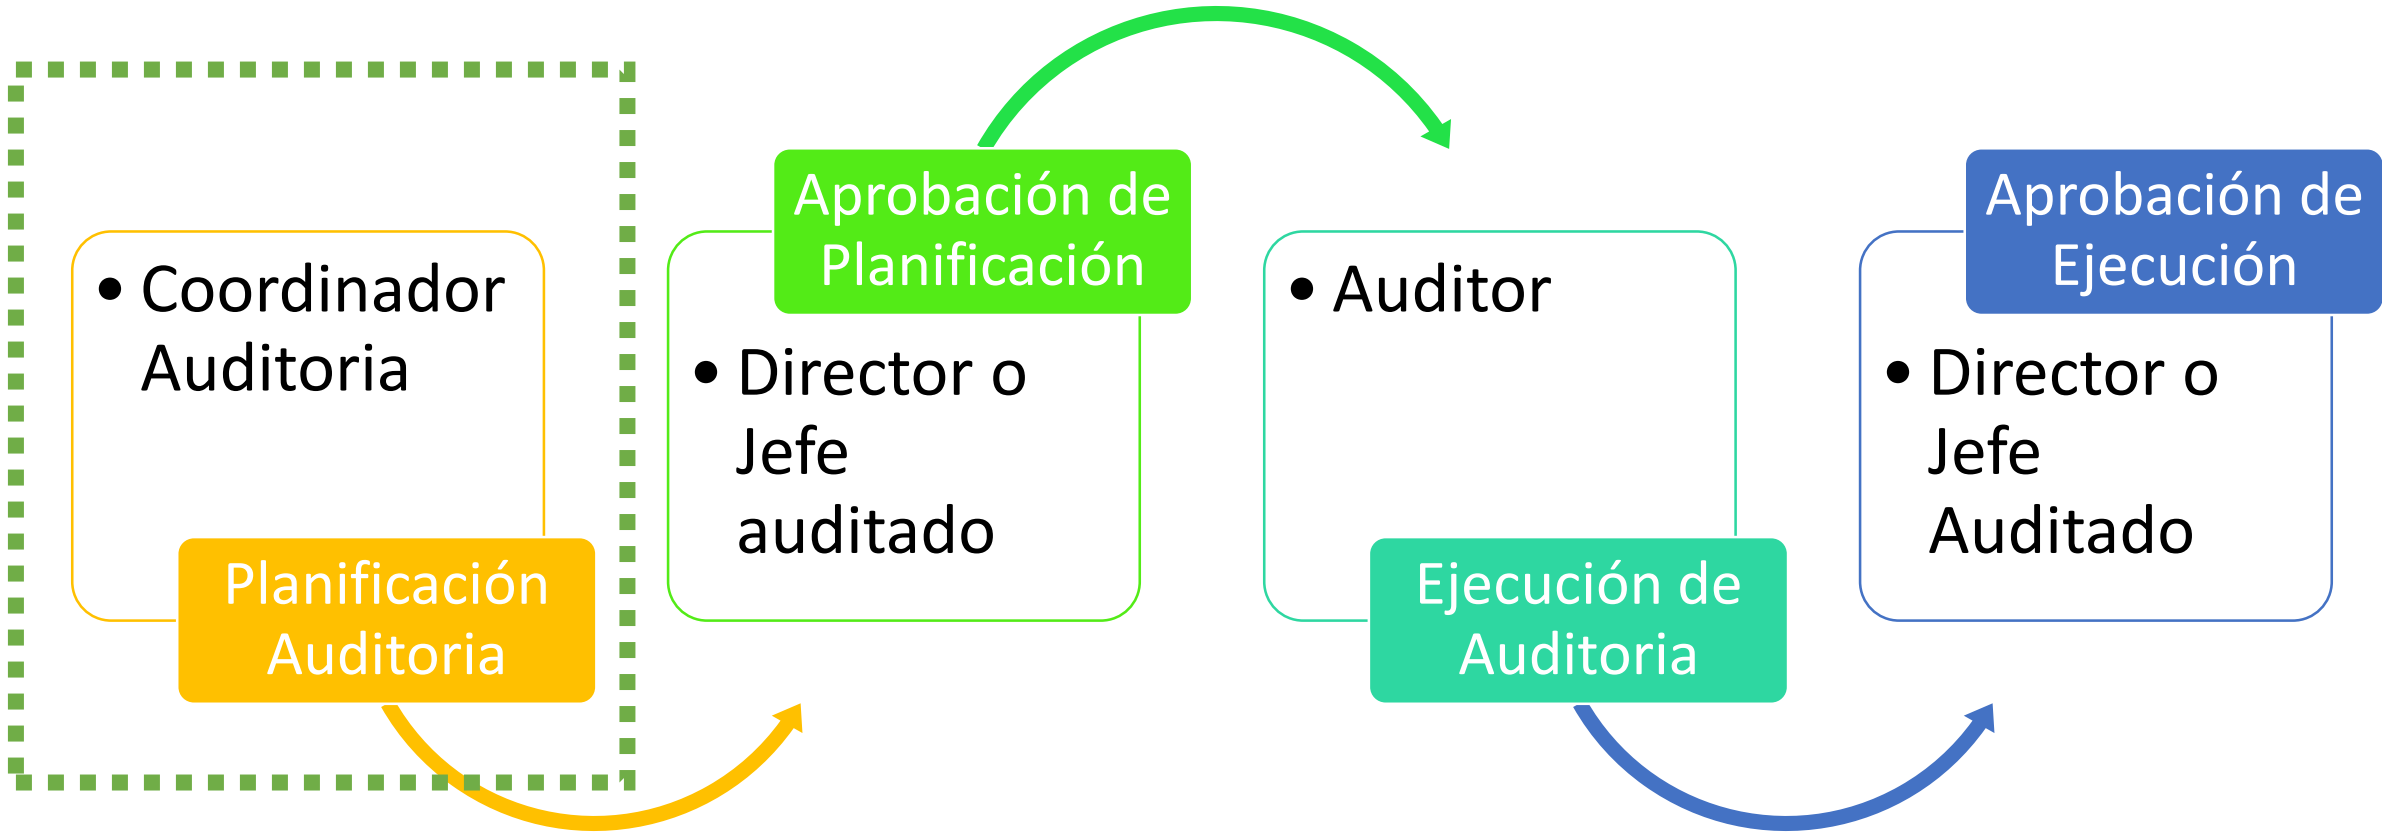 • Coordinador
Auditoria
Planificación
Auditoria
Aprobación de
Planificación
• Director o
Jefe
auditado
• Auditor
Ejecución de
Auditoria
Aprobación de
Ejecución
• Director o
Jefe
Auditado